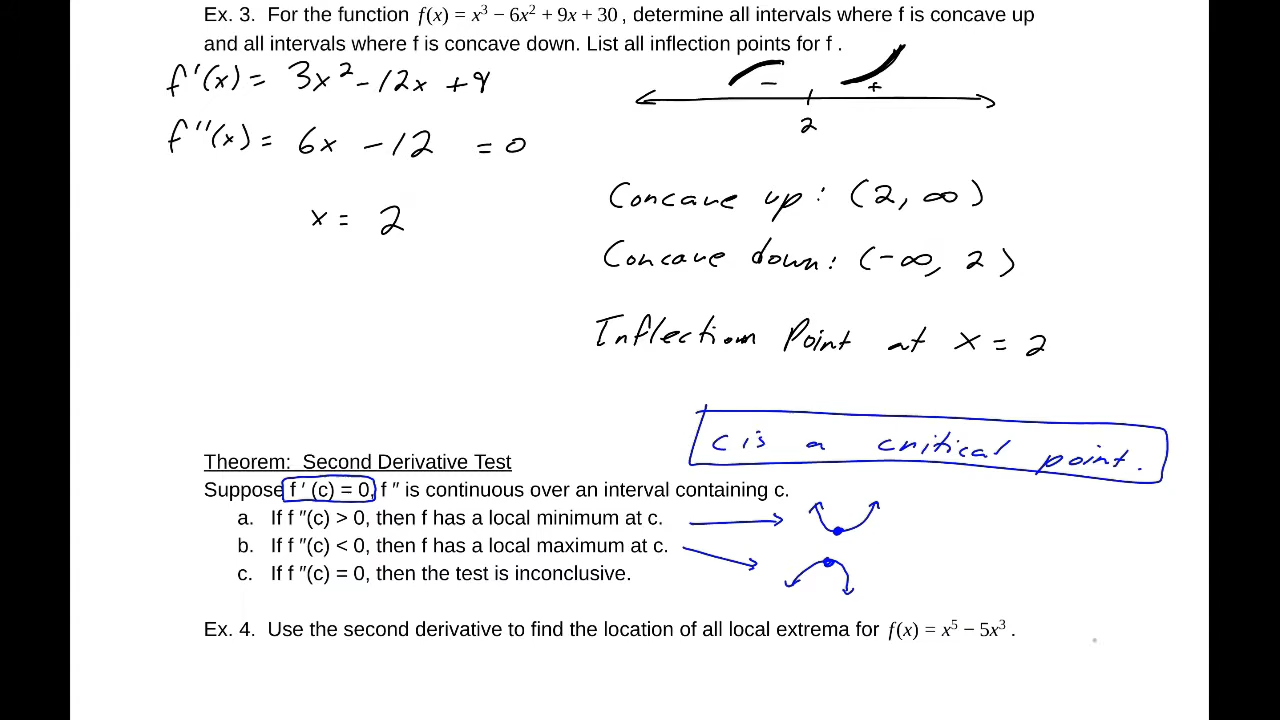 Ex. 3. For the function f(x) = x³ − 6x² + 9x + 30 , determine all intervals where f is concave up
and all intervals where f is concave down. List all inflection points for f .
f'(x) = 3x² - 12x + 9
− +
2
f''(x) = 6x - 12 = 0
x = 2
Concave up: (2, ∞)
Concave down: (-∞, 2)
Inflection Point at x = 2
c is a critical point.
Theorem: Second Derivative Test
Suppose f ′ (c) = 0, f ″ is continuous over an interval containing c.
a. If f ″(c) > 0, then f has a local minimum at c.
b. If f ″(c) < 0, then f has a local maximum at c.
c. If f ″(c) = 0, then the test is inconclusive.
Ex. 4. Use the second derivative to find the location of all local extrema for f(x) = x⁵ − 5x³ .